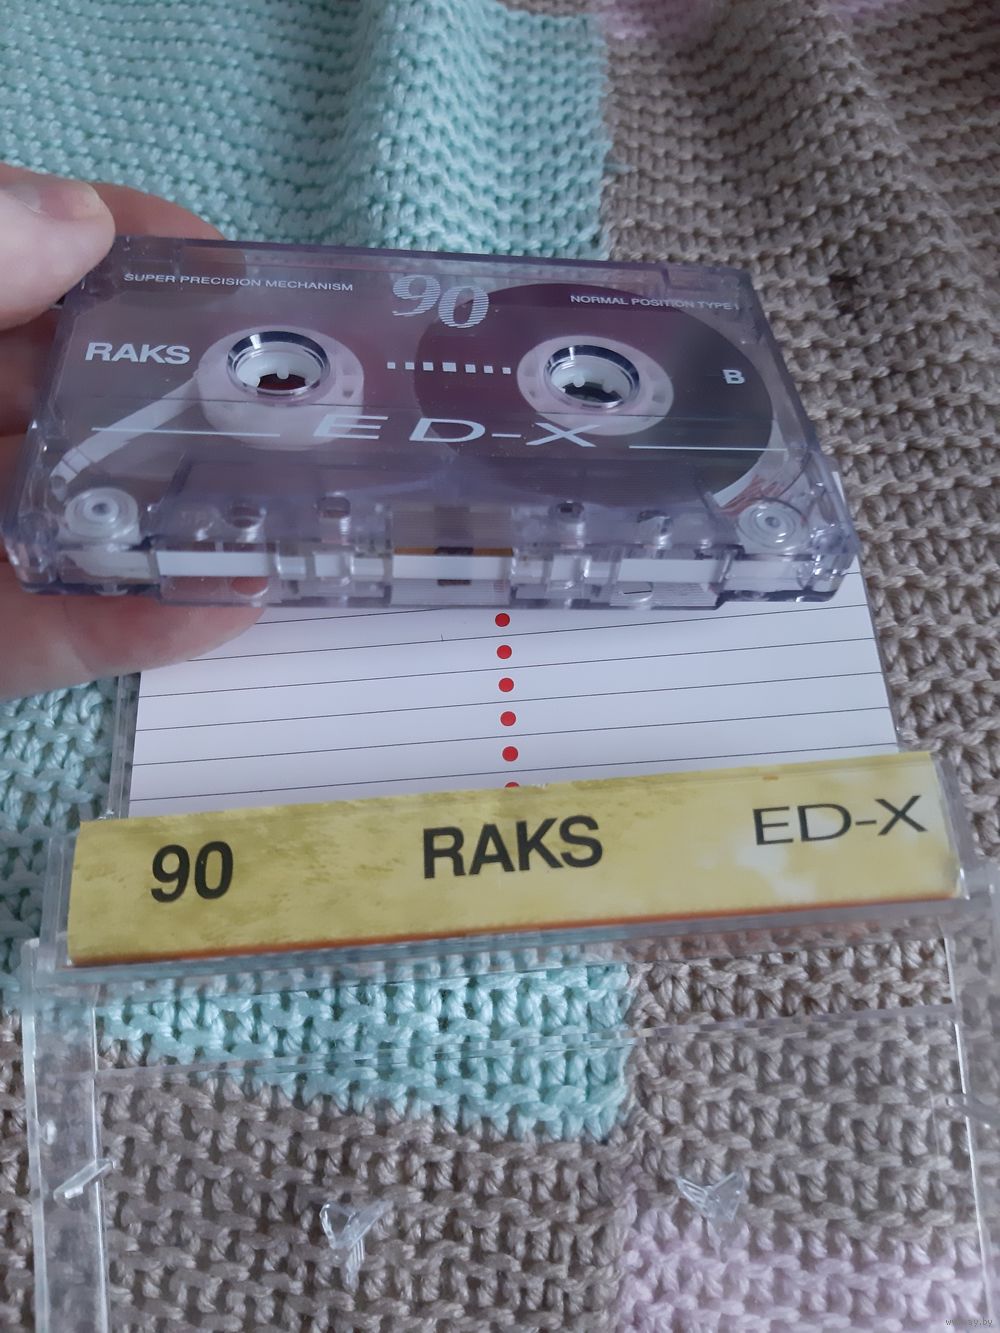 SUPER PRECISION MECHANISM
90
NORMAL POSITION TYPE I
RAKS
B
ED-X
90 RAKS ED-X